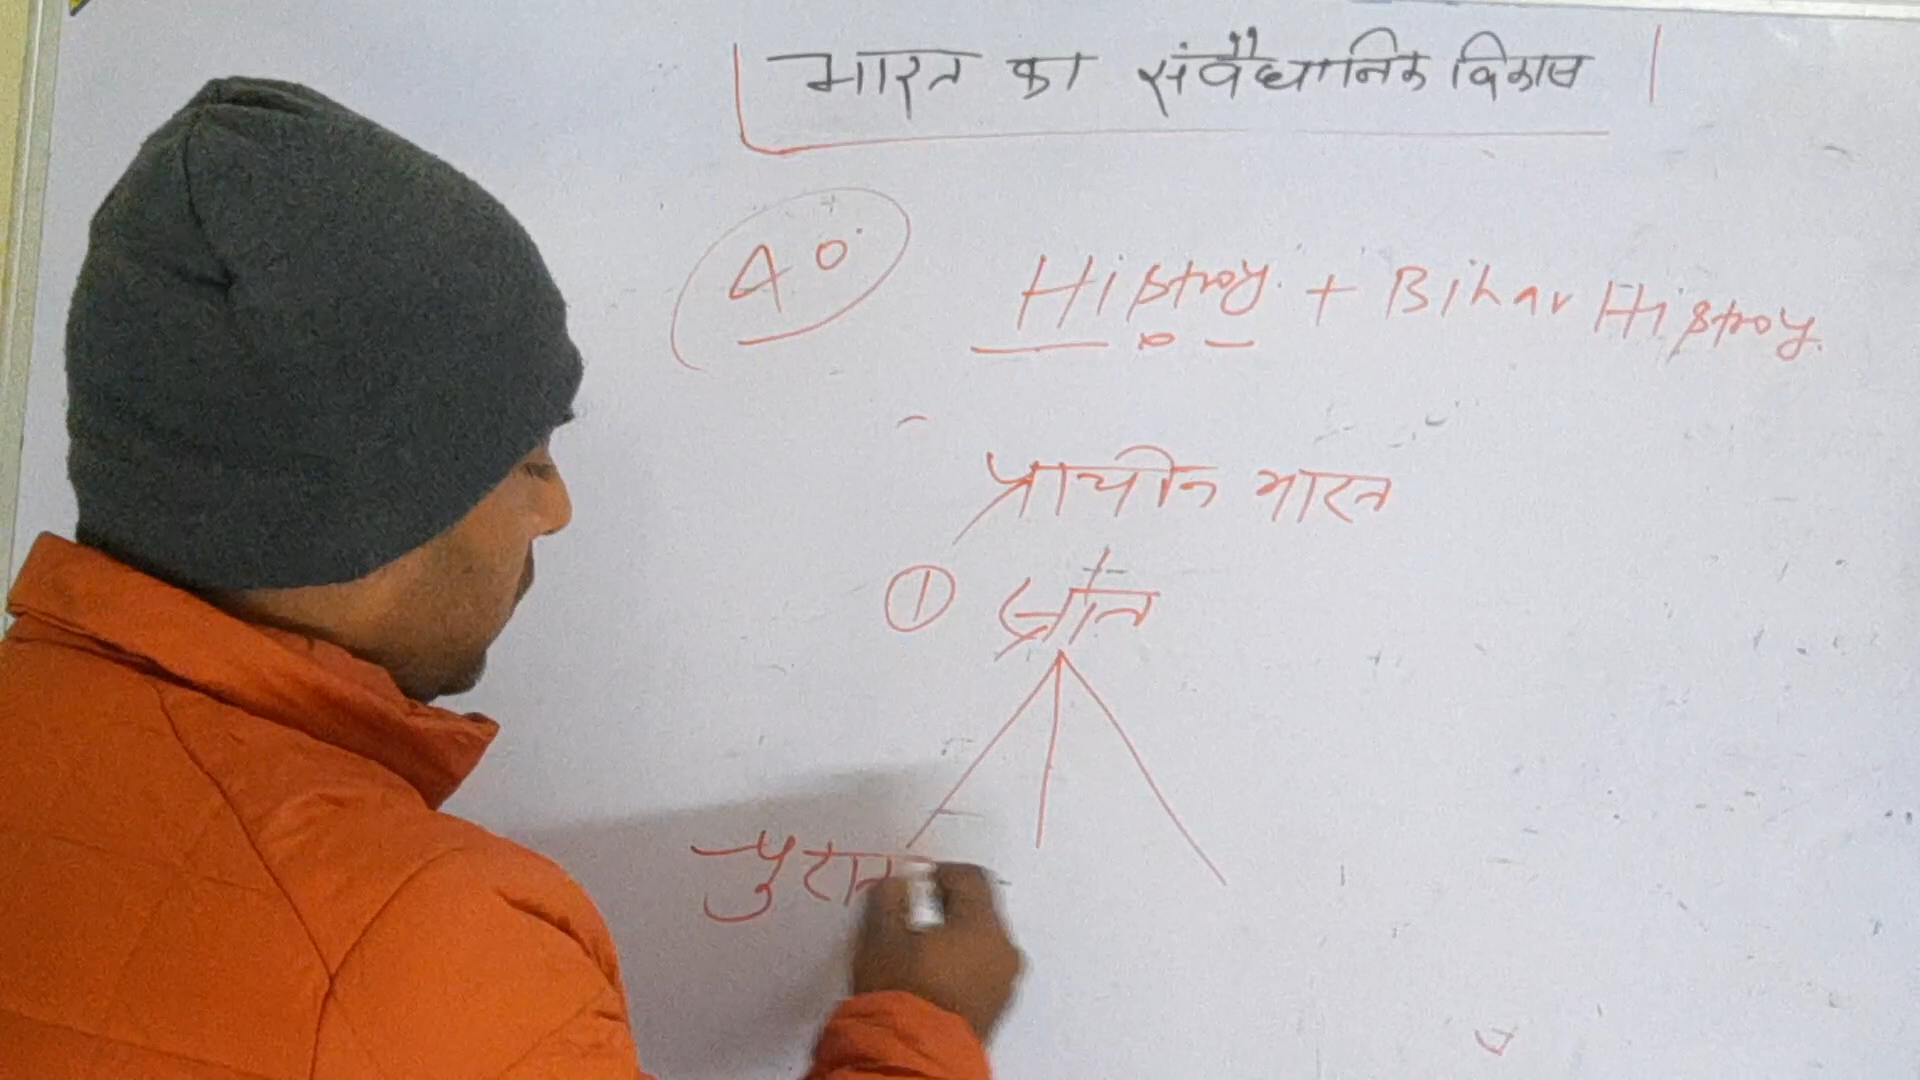 भारत का संवैधानिक विकास
40 Histroy. + Bihar Histroy.
प्राचीन भारत
① स्रोत
पुरात